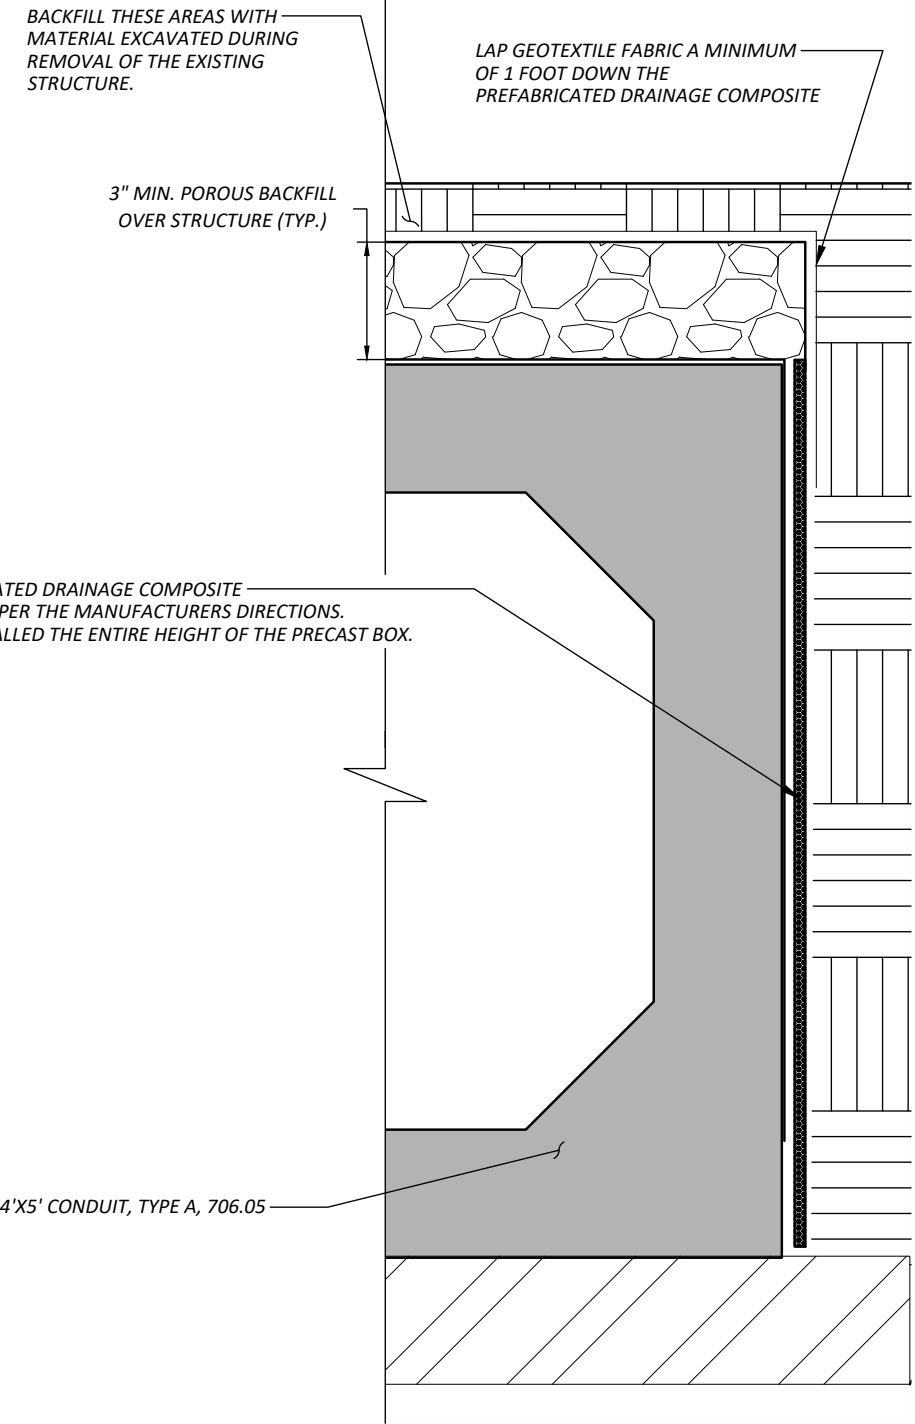 BACKFILL THESE AREAS WITH
MATERIAL EXCAVATED DURING
REMOVAL OF THE EXISTING
STRUCTURE.
LAP GEOTEXTILE FABRIC A MINIMUM
OF 1 FOOT DOWN THE
PREFABRICATED DRAINAGE COMPOSITE
3" MIN. POROUS BACKFILL
OVER STRUCTURE (TYP.)
ATED DRAINAGE COMPOSITE
PER THE MANUFACTURERS DIRECTIONS.
ALLED THE ENTIRE HEIGHT OF THE PRECAST BOX.
4'X5' CONDUIT, TYPE A, 706.05